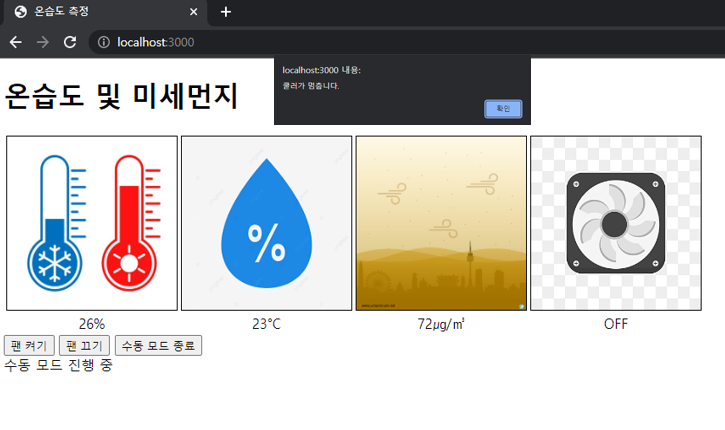 온습도 측정
localhost:3000
localhost:3000 내용:
쿨러가 멈춥니다.
확인
온습도 및 미세먼지
%
26%
23°C
72㎍/㎥
OFF
팬 켜기
팬 끄기
수동 모드 종료
수동 모드 진행 중